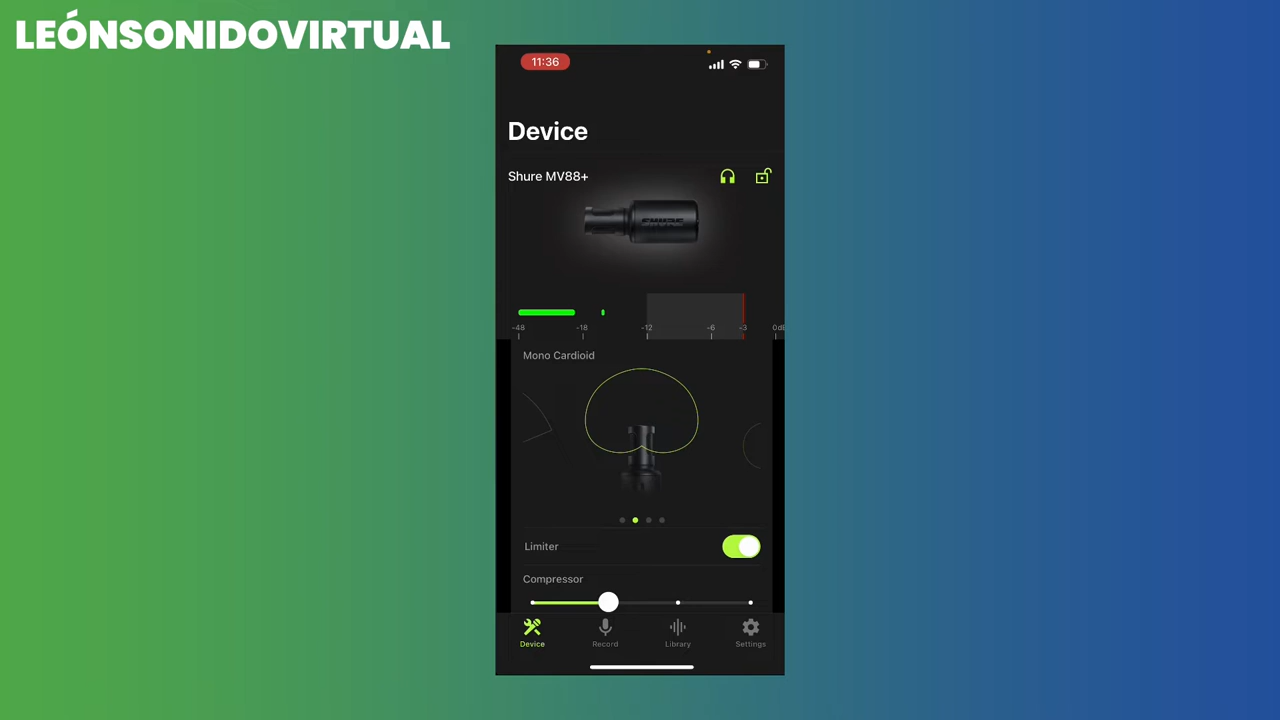 LEÓNSONIDOVIRTUAL
11:36
Device
Shure MV88+
SHURE
-48 -18 -12 -6 -3 0dB
Mono Cardioid
Limiter
Compressor
Device Record Library Settings